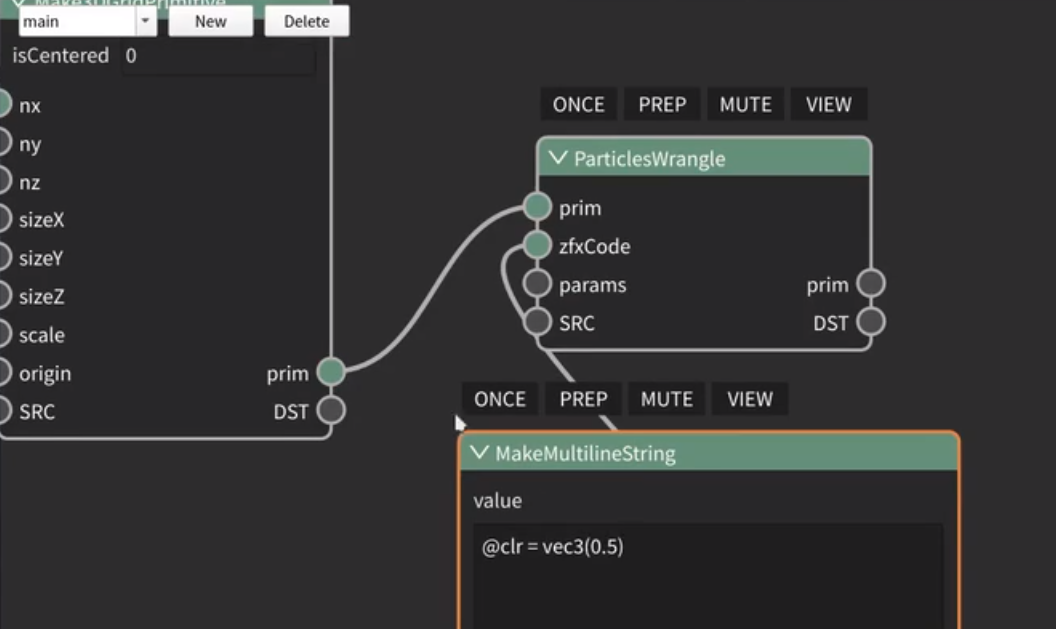 Make3DGridPrimitive
main
New
Delete
isCentered 0
nx
ny
nz
sizeX
sizeY
sizeZ
scale
origin
prim
SRC
DST
ONCE PREP MUTE VIEW
ParticlesWrangle
prim
zfxCode
params
prim
SRC
DST
ONCE PREP MUTE VIEW
MakeMultilineString
value
@clr = vec3(0.5)